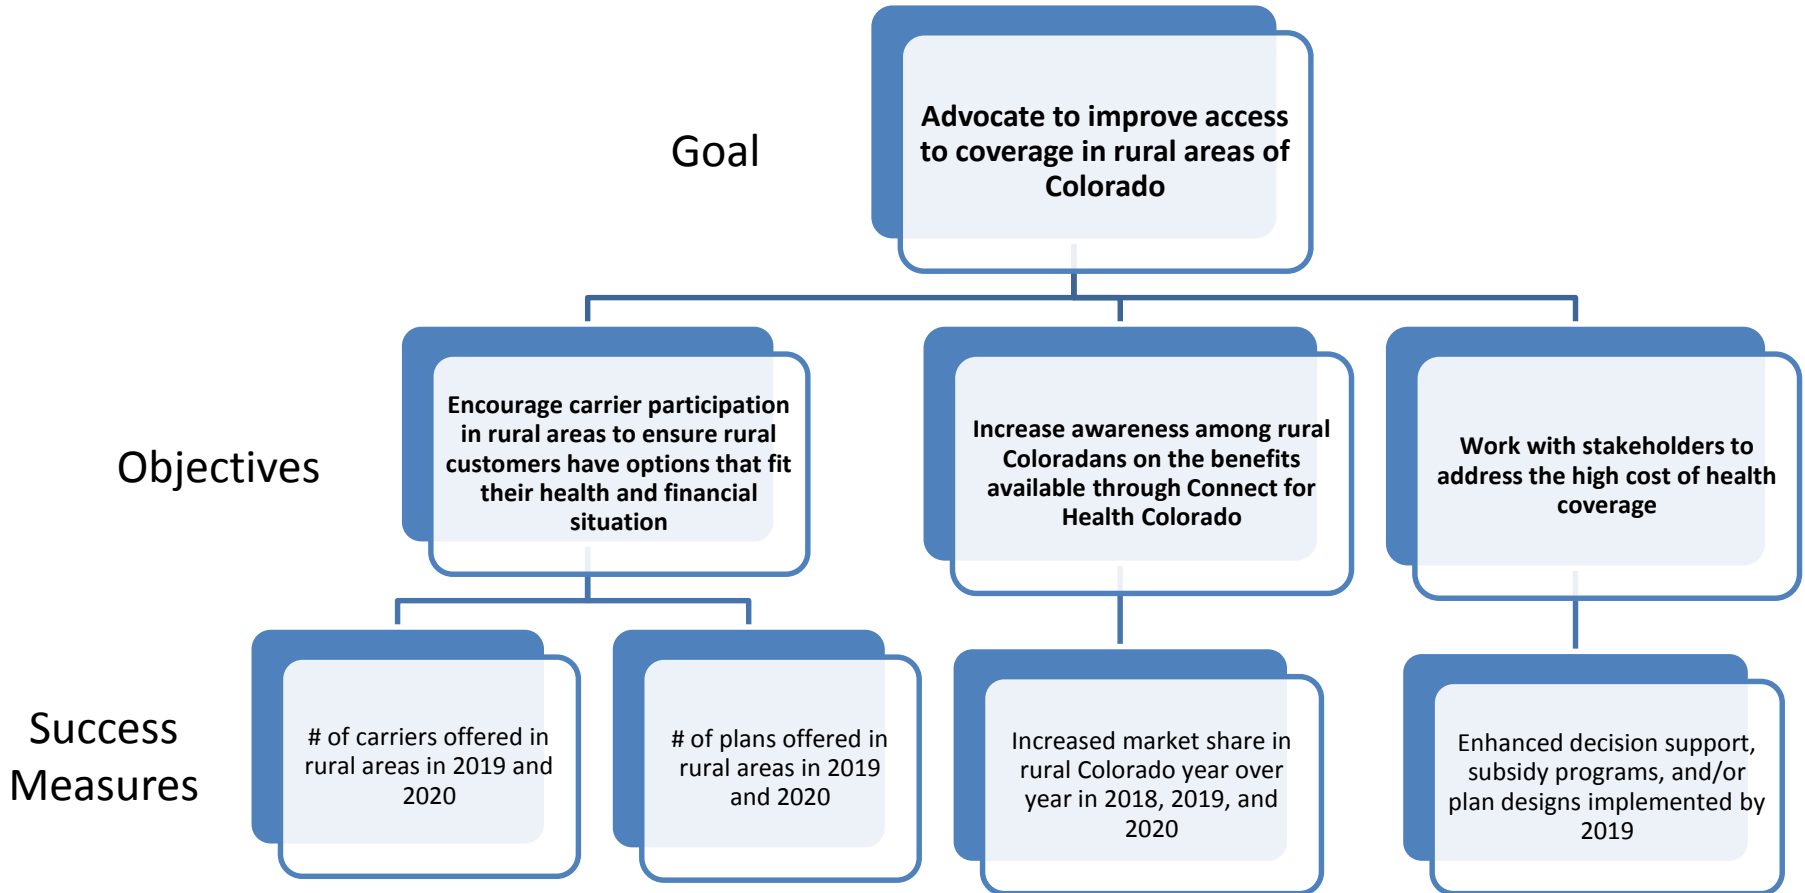 Goal
Advocate to improve access
to coverage in rural areas of
Colorado
Objectives
Encourage carrier participation
in rural areas to ensure rural
customers have options that fit
their health and financial
situation
Increase awareness among rural
Coloradans on the benefits
available through Connect for
Health Colorado
Work with stakeholders to
address the high cost of health
coverage
Success
Measures
# of carriers offered in
rural areas in 2019 and
2020
# of plans offered in
rural areas in 2019
and 2020
Increased market share in
rural Colorado year over
year in 2018, 2019, and
2020
Enhanced decision support,
subsidy programs, and/or
plan designs implemented by
2019